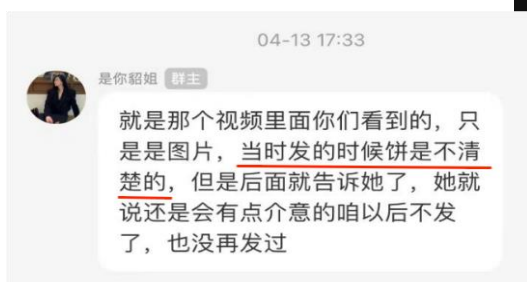 04-13 17:33
是你貂姐 群主
就是那个视频里面你们看到的，只
是是图片，当时发的时候饼是不清
楚的，但是后面就告诉她了，她就
说还是会有点介意的咱以后不发
了，也没再发过